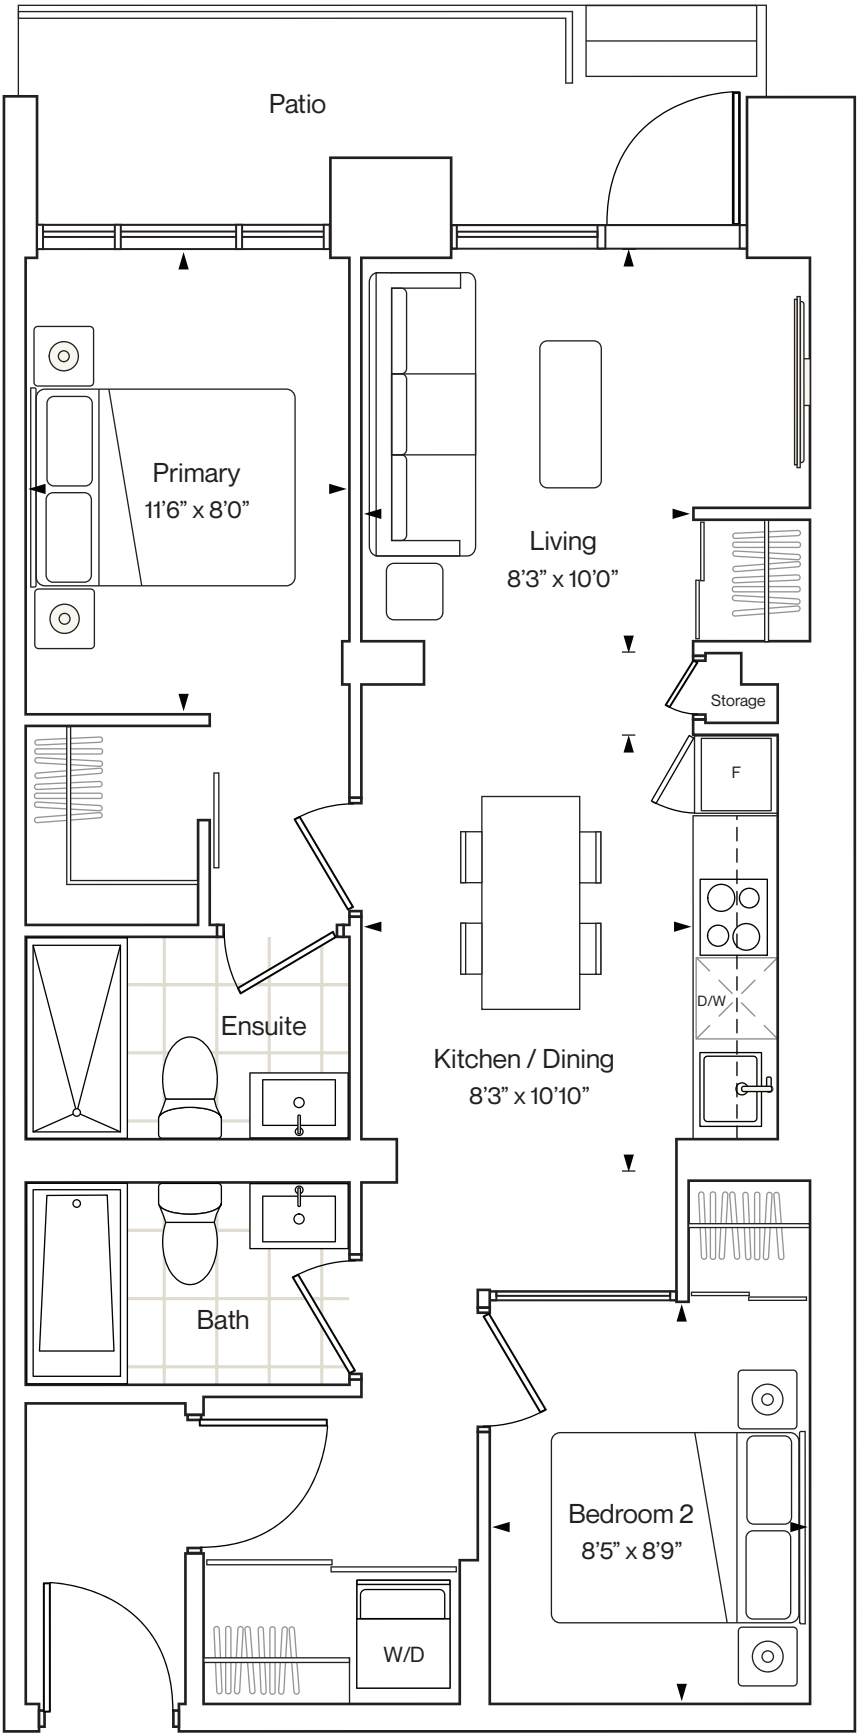 Patio
Primary
11’6” x 8’0”
Living
8’3” x 10’0”
Storage
F
D/W
Ensuite
Kitchen / Dining
8’3” x 10’10”
Bath
Bedroom 2
8’5” x 8’9”
W/D